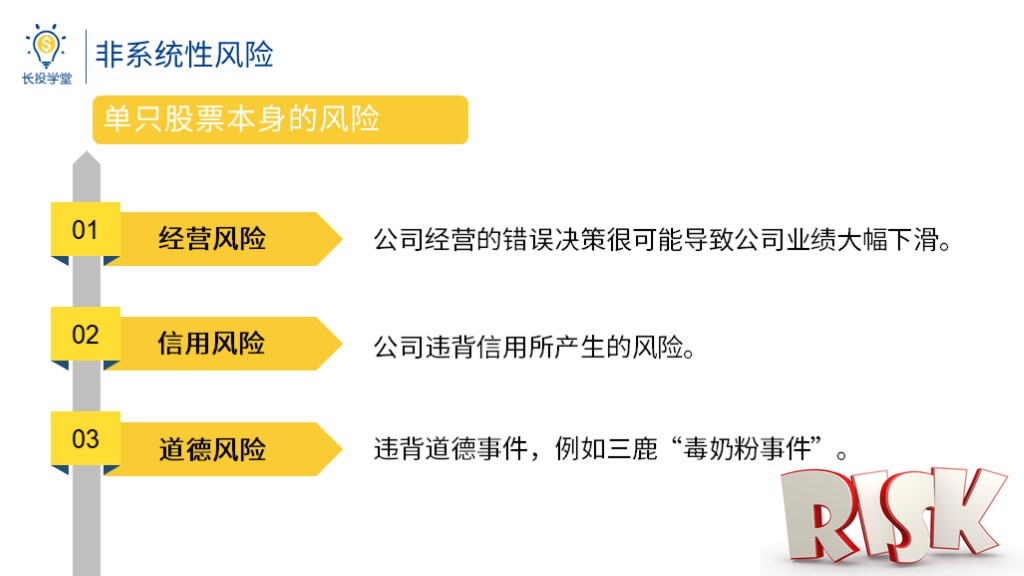 长投学堂
非系统性风险
单只股票本身的风险
01
经营风险
公司经营的错误决策很可能导致公司业绩大幅下滑。
02
信用风险
公司违背信用所产生的风险。
03
道德风险
违背道德事件，例如三鹿“毒奶粉事件”。
RISK